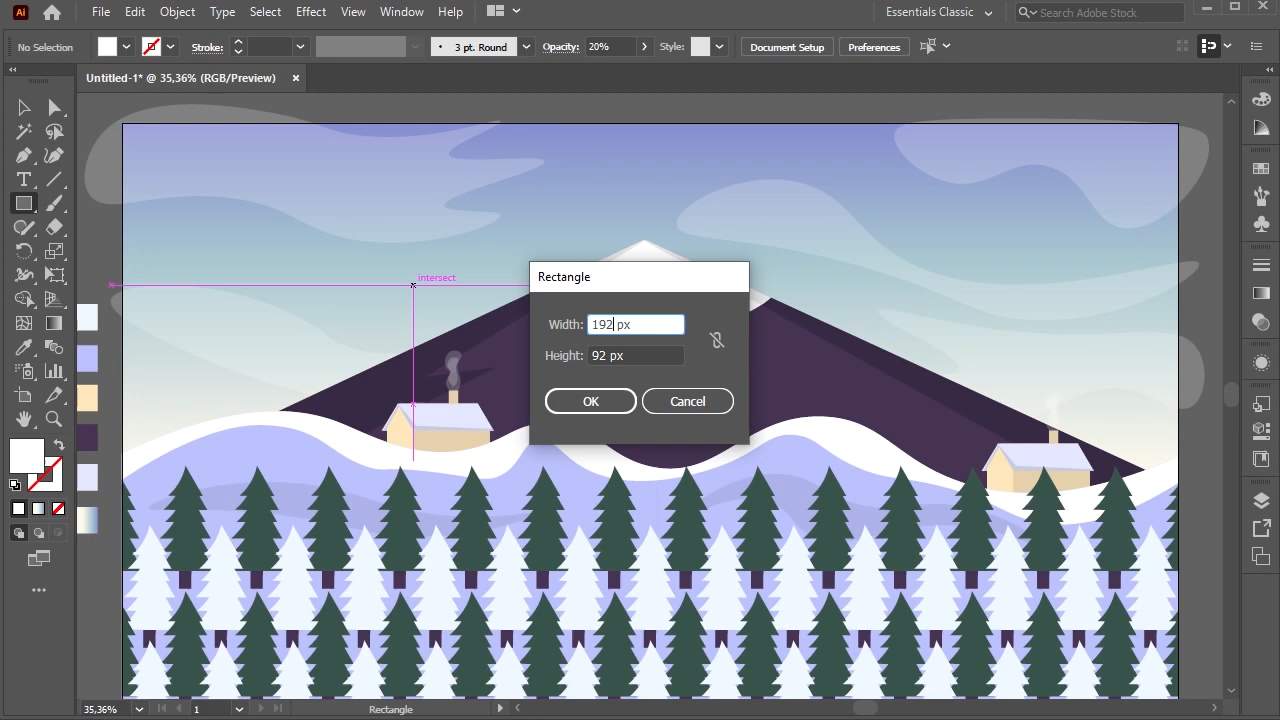 Ai File Edit Object Type Select Effect View Window Help Essentials Classic Search Adobe Stock
No Selection Stroke: 3 pt. Round Opacity: 20% Style: Document Setup Preferences
Untitled-1* @ 35,36% (RGB/Preview)
intersect
Rectangle
Width: 192 px
Height: 92 px
OK Cancel
35,36% 1 Rectangle